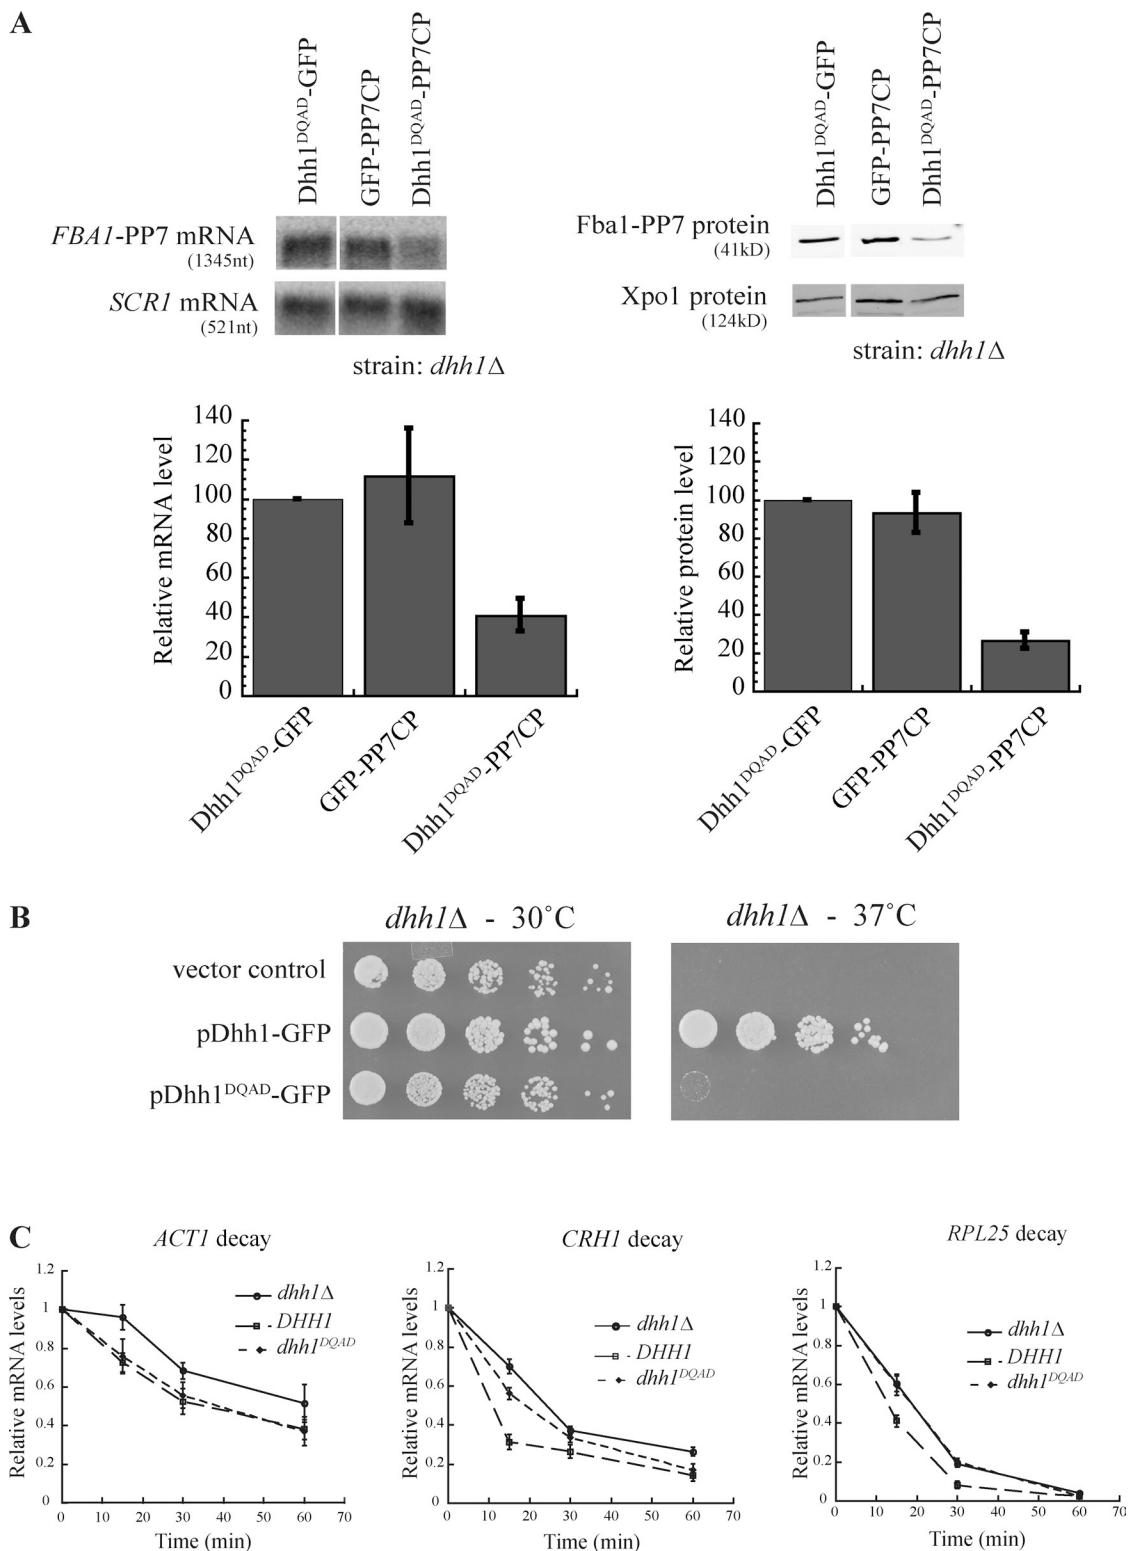 A
Dhh1DQAD-GFP
GFP-PP7CP
Dhh1DQAD-PP7CP
FBA1-PP7 mRNA
(1345nt)
SCR1 mRNA
(521nt)
strain: dhh1Δ
Dhh1DQAD-GFP
GFP-PP7CP
Dhh1DQAD-PP7CP
Fba1-PP7 protein
(41kD)
Xpo1 protein
(124kD)
strain: dhh1Δ
Relative mRNA level
140
120
100
80
60
40
20
0
Dhh1DQAD-GFP
GFP-PP7CP
Dhh1DQAD-PP7CP
Relative protein level
140
120
100
80
60
40
20
0
Dhh1DQAD-GFP
GFP-PP7CP
Dhh1DQAD-PP7CP
B
dhh1Δ - 30˚C
dhh1Δ - 37˚C
vector control
pDhh1-GFP
pDhh1DQAD-GFP
C
ACT1 decay
Relative mRNA levels
1.2
1
0.8
0.6
0.4
0.2
0
dhh1Δ
DHH1
dhh1DQAD
0 10 20 30 40 50 60 70
Time (min)
CRH1 decay
Relative mRNA levels
1.2
1
0.8
0.6
0.4
0.2
0
dhh1Δ
DHH1
dhh1DQAD
0 10 20 30 40 50 60 70
Time (min)
RPL25 decay
Relative mRNA levels
1.2
1
0.8
0.6
0.4
0.2
0
dhh1Δ
DHH1
dhh1DQAD
0 10 20 30 40 50 60 70
Time (min)